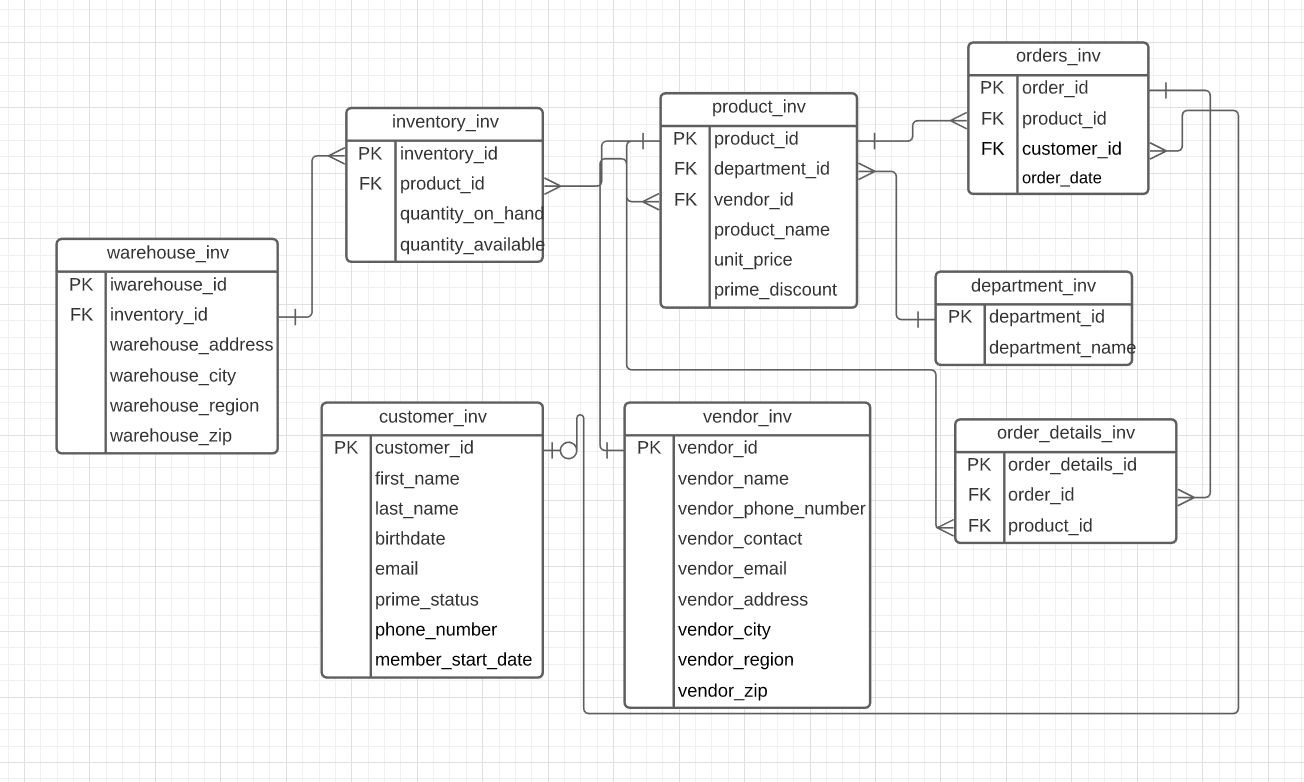 orders_inv
PK order_id
FK product_id
FK customer_id
order_date
product_inv
PK product_id
FK department_id
FK vendor_id
product_name
unit_price
prime_discount
inventory_inv
PK inventory_id
FK product_id
quantity_on_hand
quantity_available
warehouse_inv
PK iwarehouse_id
FK inventory_id
warehouse_address
warehouse_city
warehouse_region
warehouse_zip
department_inv
PK department_id
department_name
customer_inv
PK customer_id
first_name
last_name
birthdate
email
prime_status
phone_number
member_start_date
vendor_inv
PK vendor_id
vendor_name
vendor_phone_number
vendor_contact
vendor_email
vendor_address
vendor_city
vendor_region
vendor_zip
order_details_inv
PK order_details_id
FK order_id
FK product_id